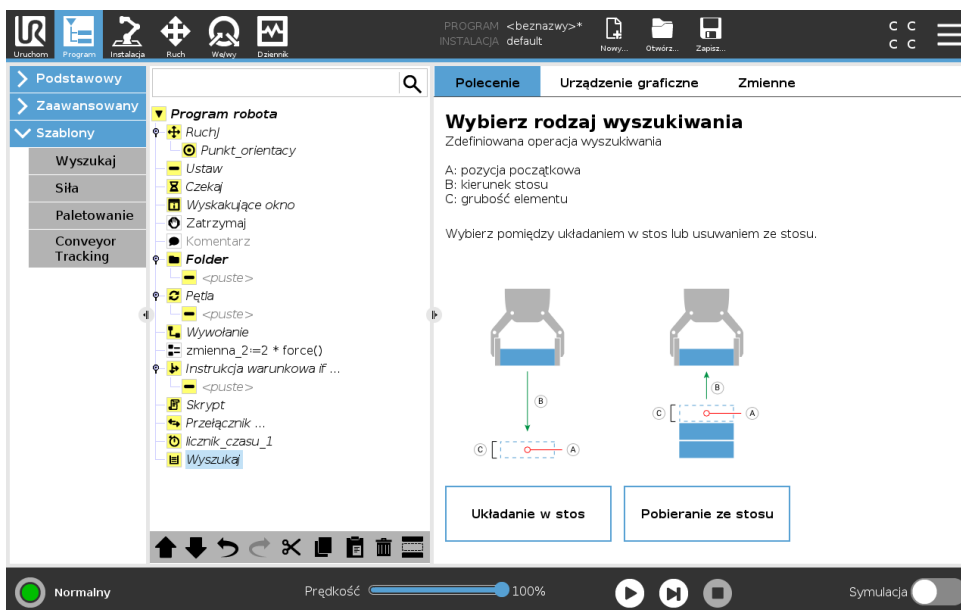 PROGRAM <beznazwy>*
INSTALACJA default
C C
C C
Uruchom Program Instalacja Ruch We/wy Dziennik Nowy... Otwórz... Zapisz...
Podstawowy
Zaawansowany
Szablony
Wyszukaj
Siła
Paletowanie
Conveyor
Tracking
Program robota
RuchJ
Punkt_orientacy
Ustaw
Czekaj
Wyskakujące okno
Zatrzymaj
Komentarz
Folder
<puste>
Pętla
<puste>
Wywołanie
zmienna_2:=2 * force()
Instrukcja warunkowa if ...
<puste>
Skrypt
Przełącznik ...
licznik_czasu_1
Wyszukaj
Polecenie Urządzenie graficzne Zmienne
Wybierz rodzaj wyszukiwania
Zdefiniowana operacja wyszukiwania
A: pozycja początkowa
B: kierunek stosu
C: grubość elementu
Wybierz pomiędzy układaniem w stos lub usuwaniem ze stosu.
B
C A
B
C A
Układanie w stos Pobieranie ze stosu
Normalny Prędkość 100% Symulacja